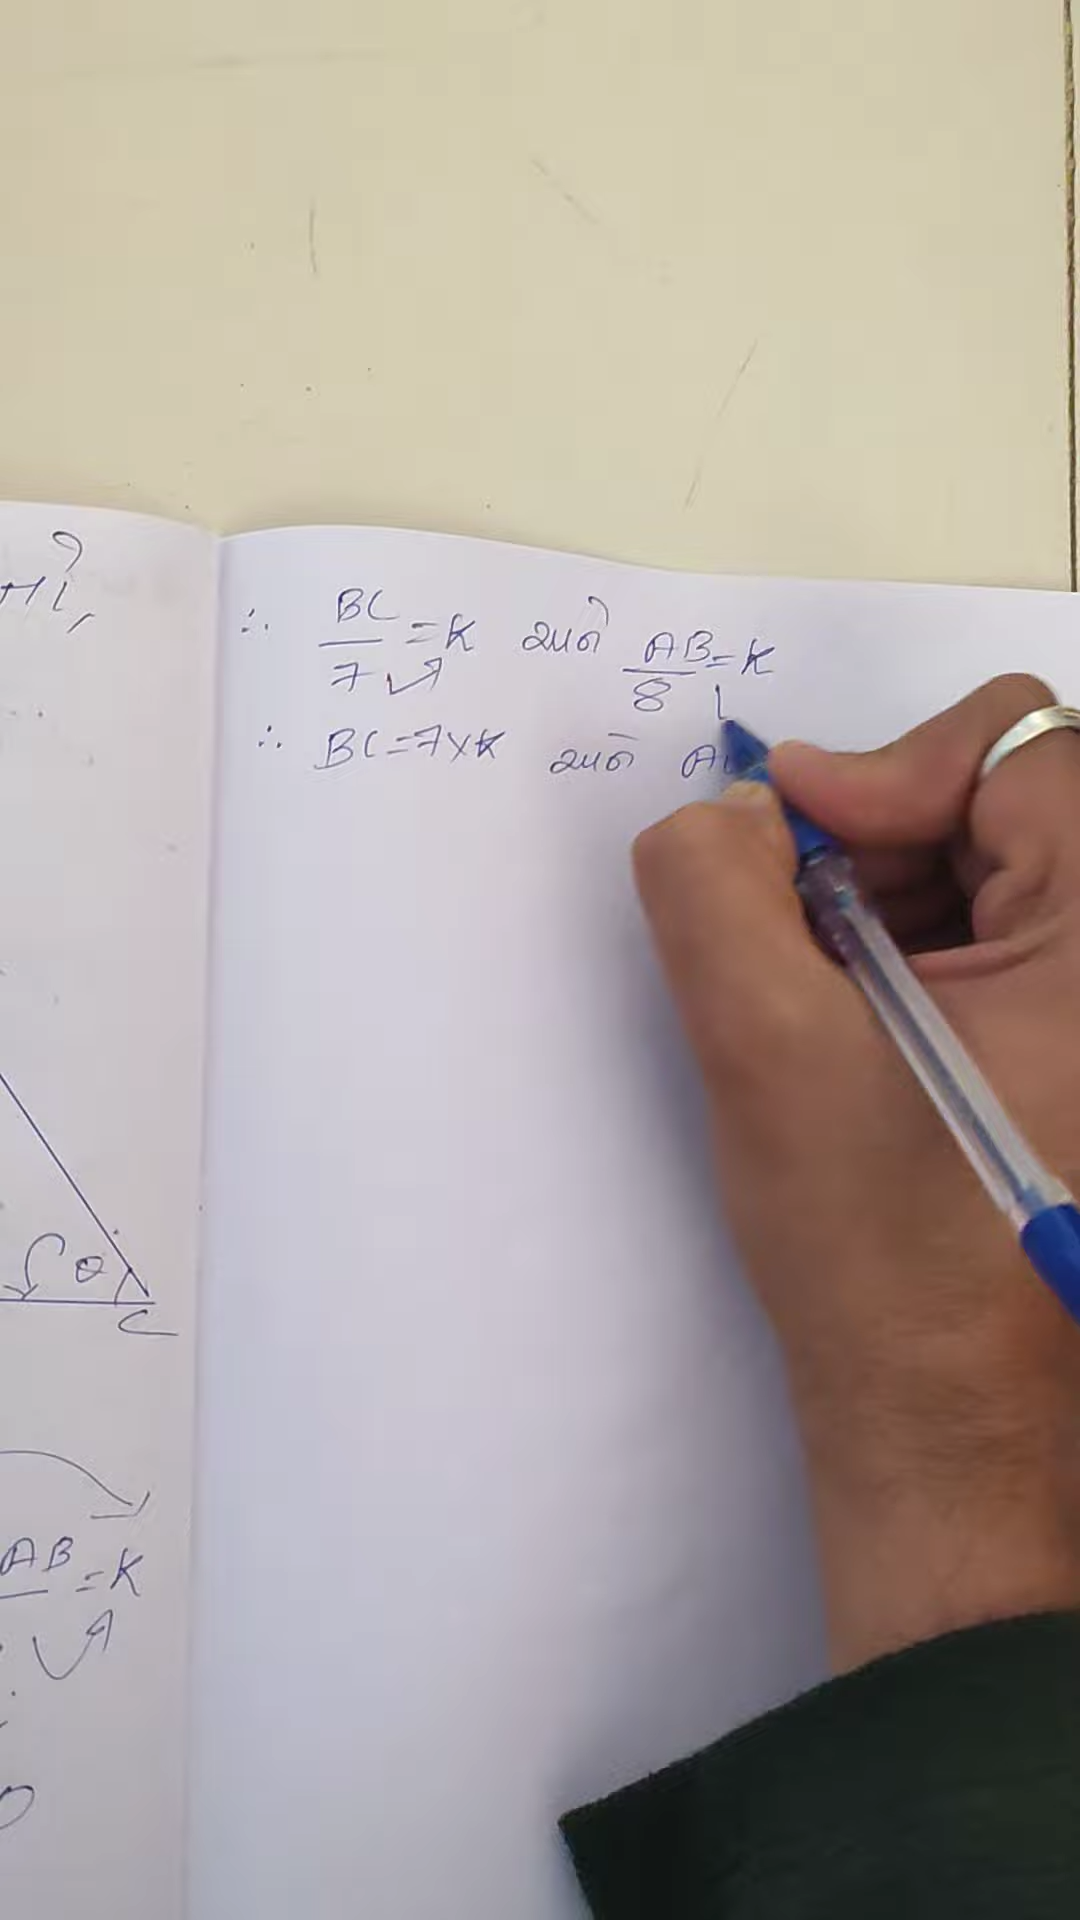 ∴ BC/7 = K અને AB/8 = K
∴ BC = 7 × K અને
θ
C
AB = K